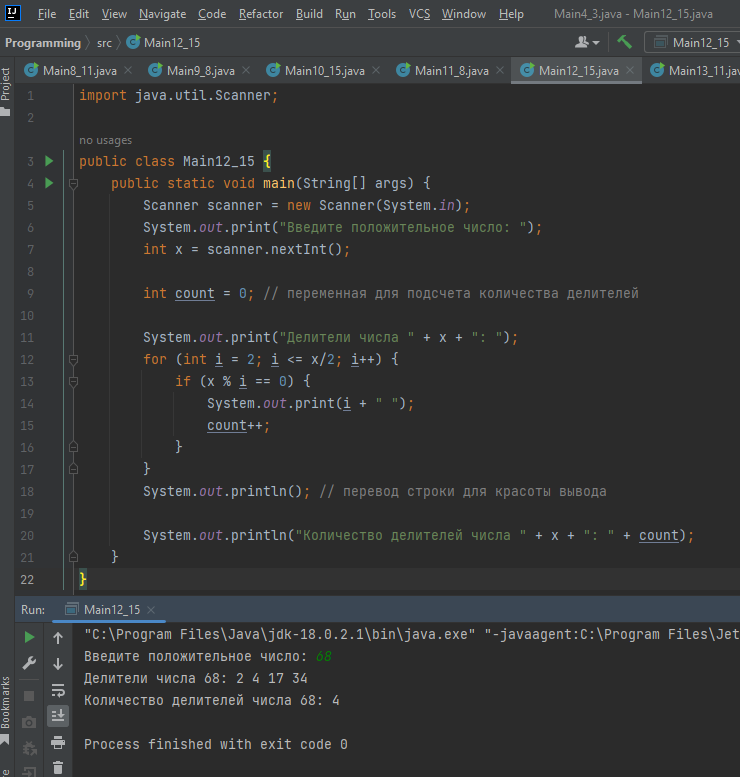 IJ File Edit View Navigate Code Refactor Build Run Tools VCS Window Help Main4_3.java - Main12_15.java
Programming src Main12_15 Main12_15
Main8_11.java Main9_8.java Main10_15.java Main11_8.java Main12_15.java Main13_11.java
Project
1 import java.util.Scanner;
2
no usages
3 public class Main12_15 {
4 public static void main(String[] args) {
5 Scanner scanner = new Scanner(System.in);
6 System.out.print("Введите положительное число: ");
7 int x = scanner.nextInt();
8
9 int count = 0; // переменная для подсчета количества делителей
10
11 System.out.print("Делители числа " + x + ": ");
12 for (int i = 2; i <= x/2; i++) {
13 if (x % i == 0) {
14 System.out.print(i + " ");
15 count++;
16 }
17 }
18 System.out.println(); // перевод строки для красоты вывода
19
20 System.out.println("Количество делителей числа " + x + ": " + count);
21 }
22 }
Run: Main12_15
"C:\Program Files\Java\jdk-18.0.2.1\bin\java.exe" "-javaagent:C:\Program Files\Jet
Введите положительное число: 68
Делители числа 68: 2 4 17 34
Количество делителей числа 68: 4
Process finished with exit code 0
Bookmarks